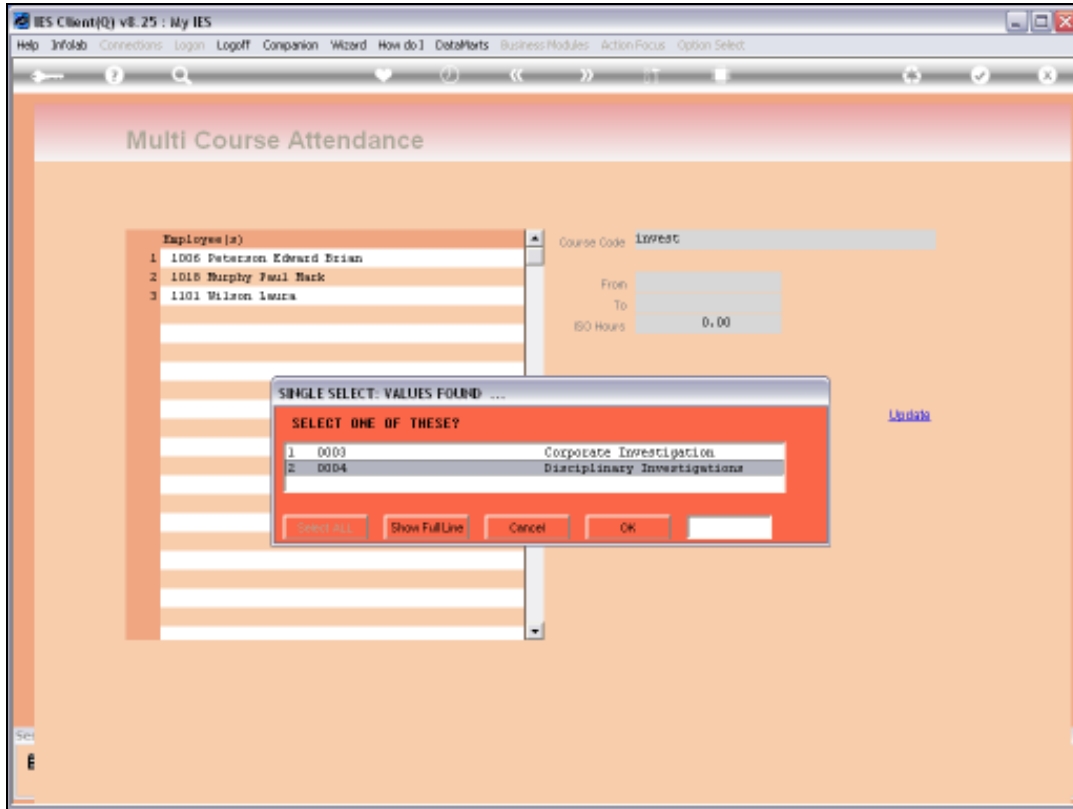 IES Client(Q) v8.25 : My IES
Help Infolab Connections Logon Logoff Companion Wizard How do I DataMarts Business Modules Action Focus Option Select
Multi Course Attendance
Employee(s)
1 1006 Peterson Edward Brian
2 1018 Murphy Paul Mark
3 1101 Wilson Laura
Course Code invest
From
To
ISO Hours 0.00
SINGLE SELECT: VALUES FOUND ...
SELECT ONE OF THESE?
1 0003 Corporate Investigation
2 0004 Disciplinary Investigations
Select ALL Show Full Line Cancel OK
Update